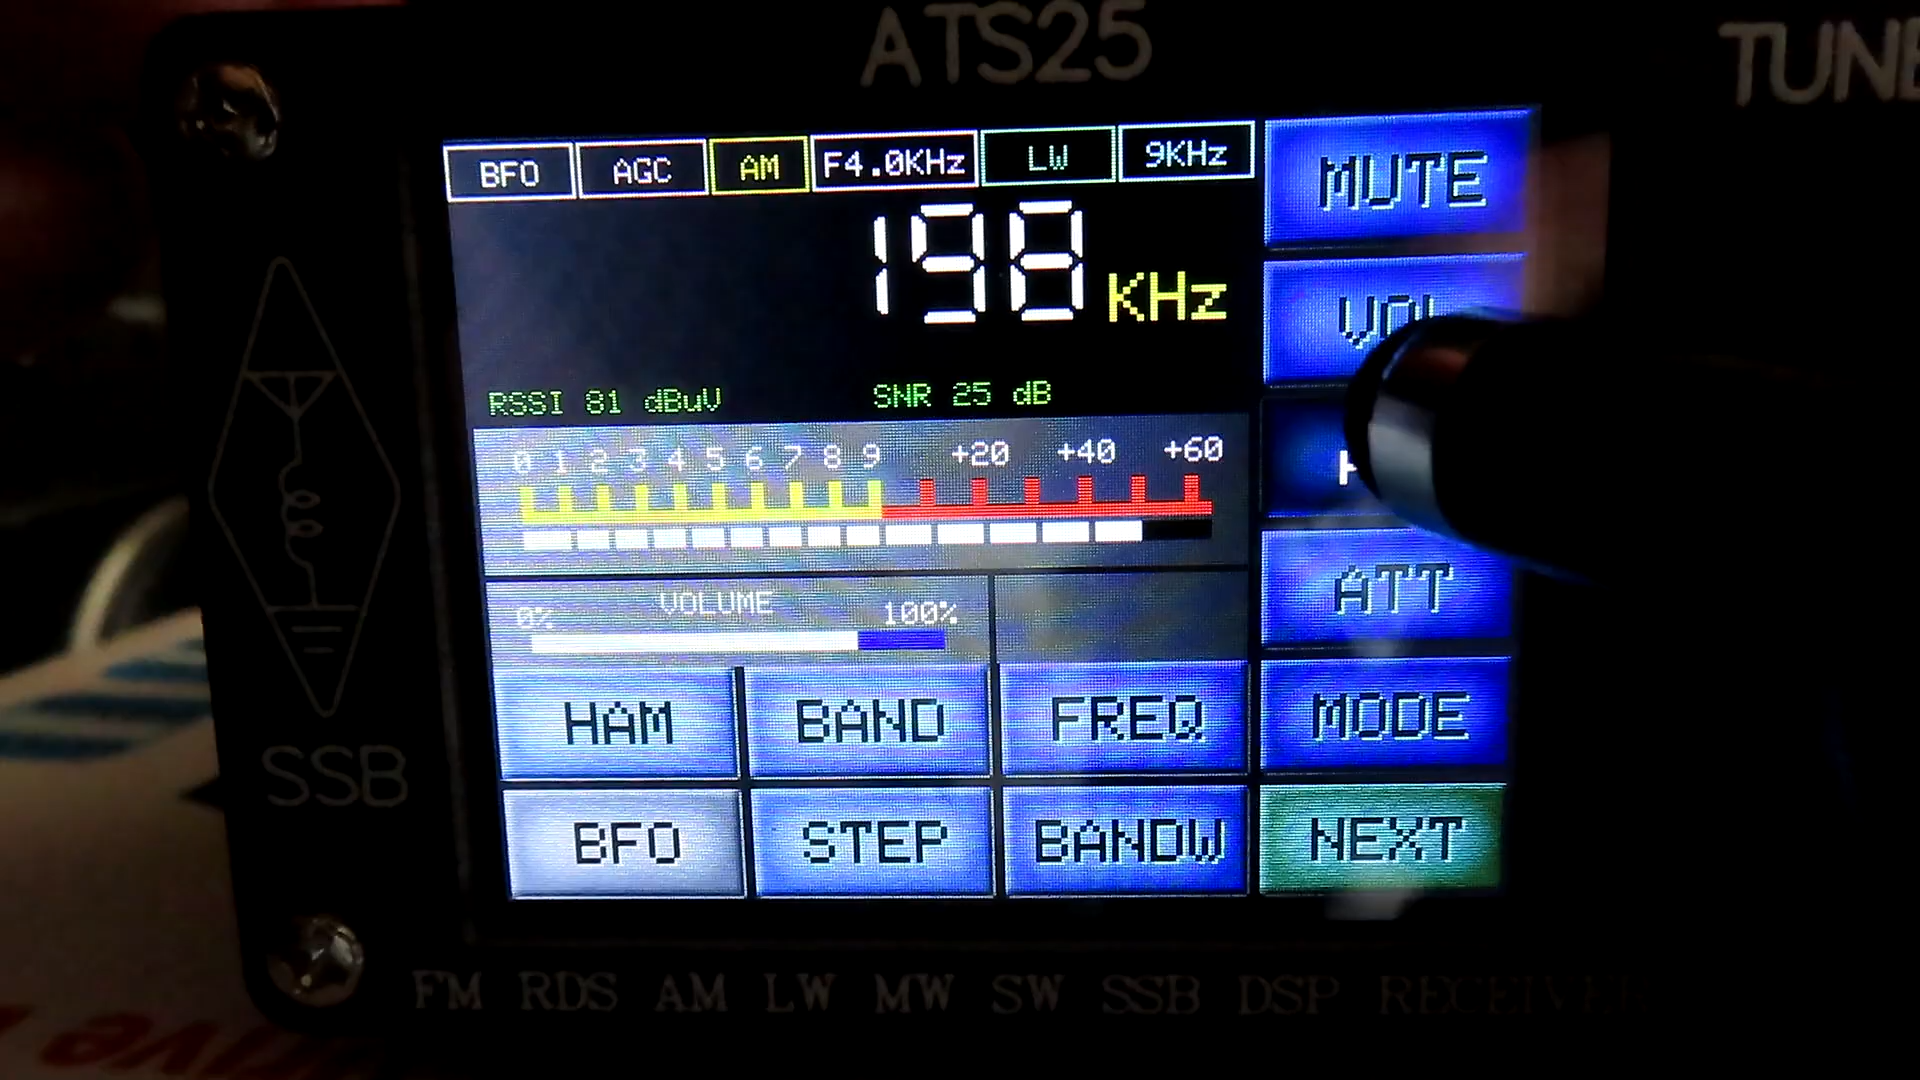 ATS25
TUNE
BFO AGC AM F4.0KHz LW 9KHz
MUTE
198 KHz
VOL
RSSI 81 dBuV SNR 25 dB
0 1 2 3 4 5 6 7 8 9 +20 +40 +60
ATT
VOLUME
0% 100%
HAM BAND FREQ MODE
BFO STEP BANDW NEXT
SSB
FM RDS AM LW MW SW SSB DSP RECEIVER